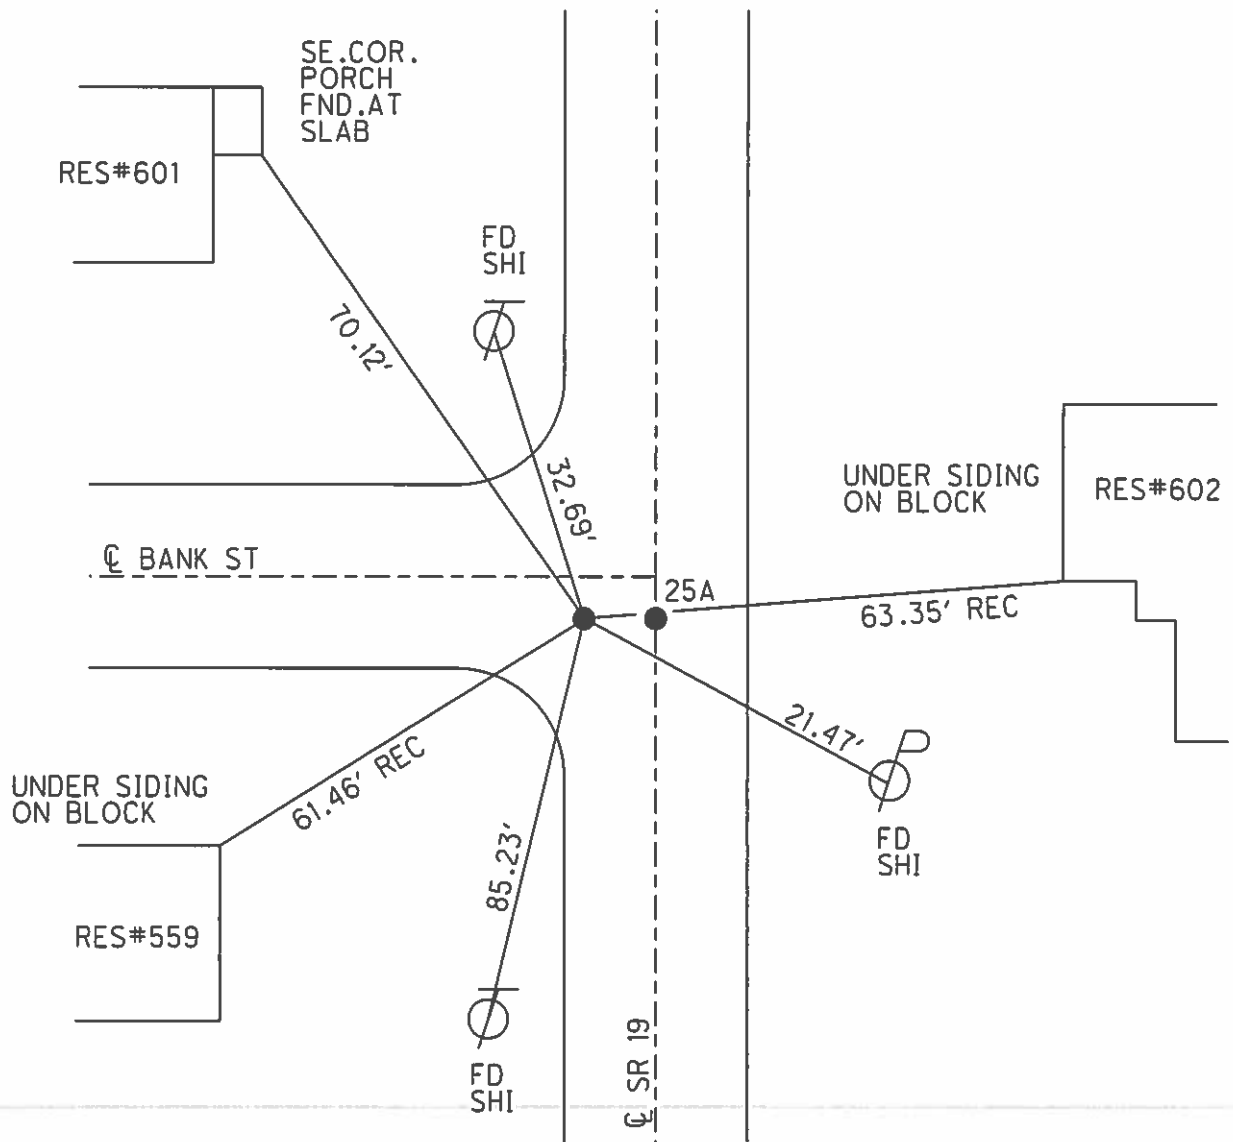 SE.COR.
PORCH
FND.AT
SLAB
RES#601
FD
SHI
70.12'
32.69'
UNDER SIDING
ON BLOCK
RES#602
℄ BANK ST
25A
63.35' REC
21.47'
61.46' REC
UNDER SIDING
ON BLOCK
85.23'
FD
SHI
RES#559
℄ SR 19
FD
SHI